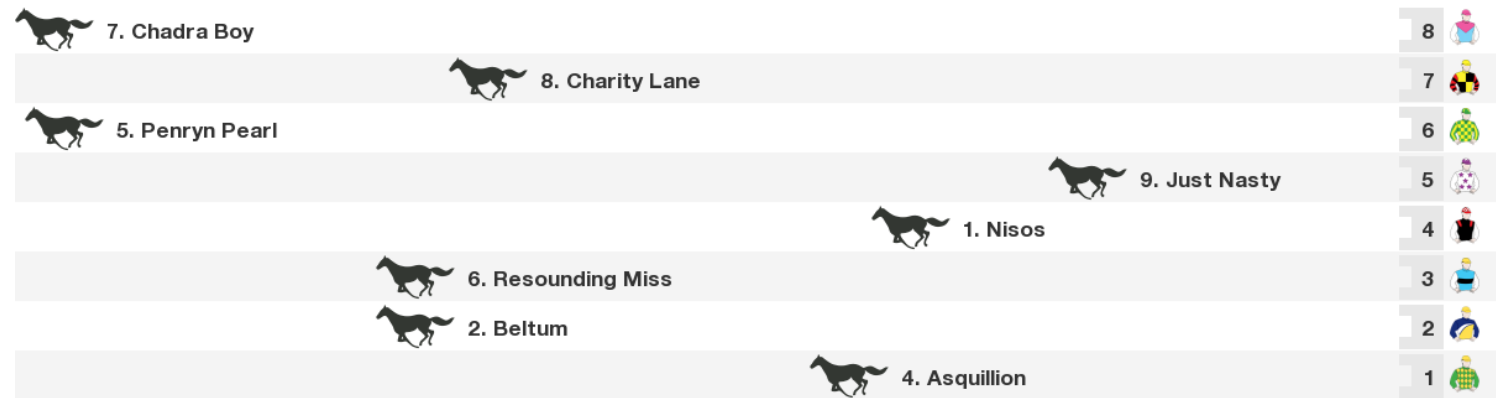 7. Chadra Boy 8
8. Charity Lane 7
5. Penryn Pearl 6
9. Just Nasty 5
1. Nisos 4
6. Resounding Miss 3
2. Beltum 2
4. Asquillion 1